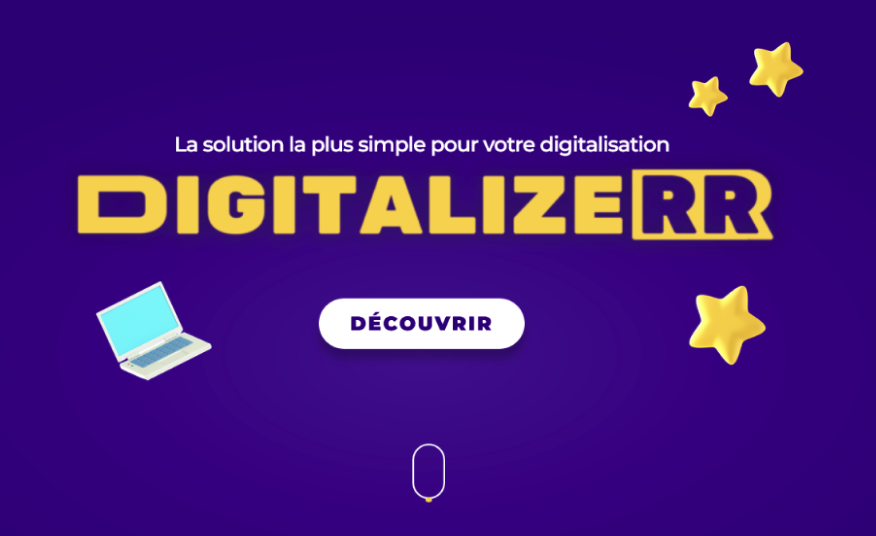 La solution la plus simple pour votre digitalisation
DIGITALIZERR
DÉCOUVRIR